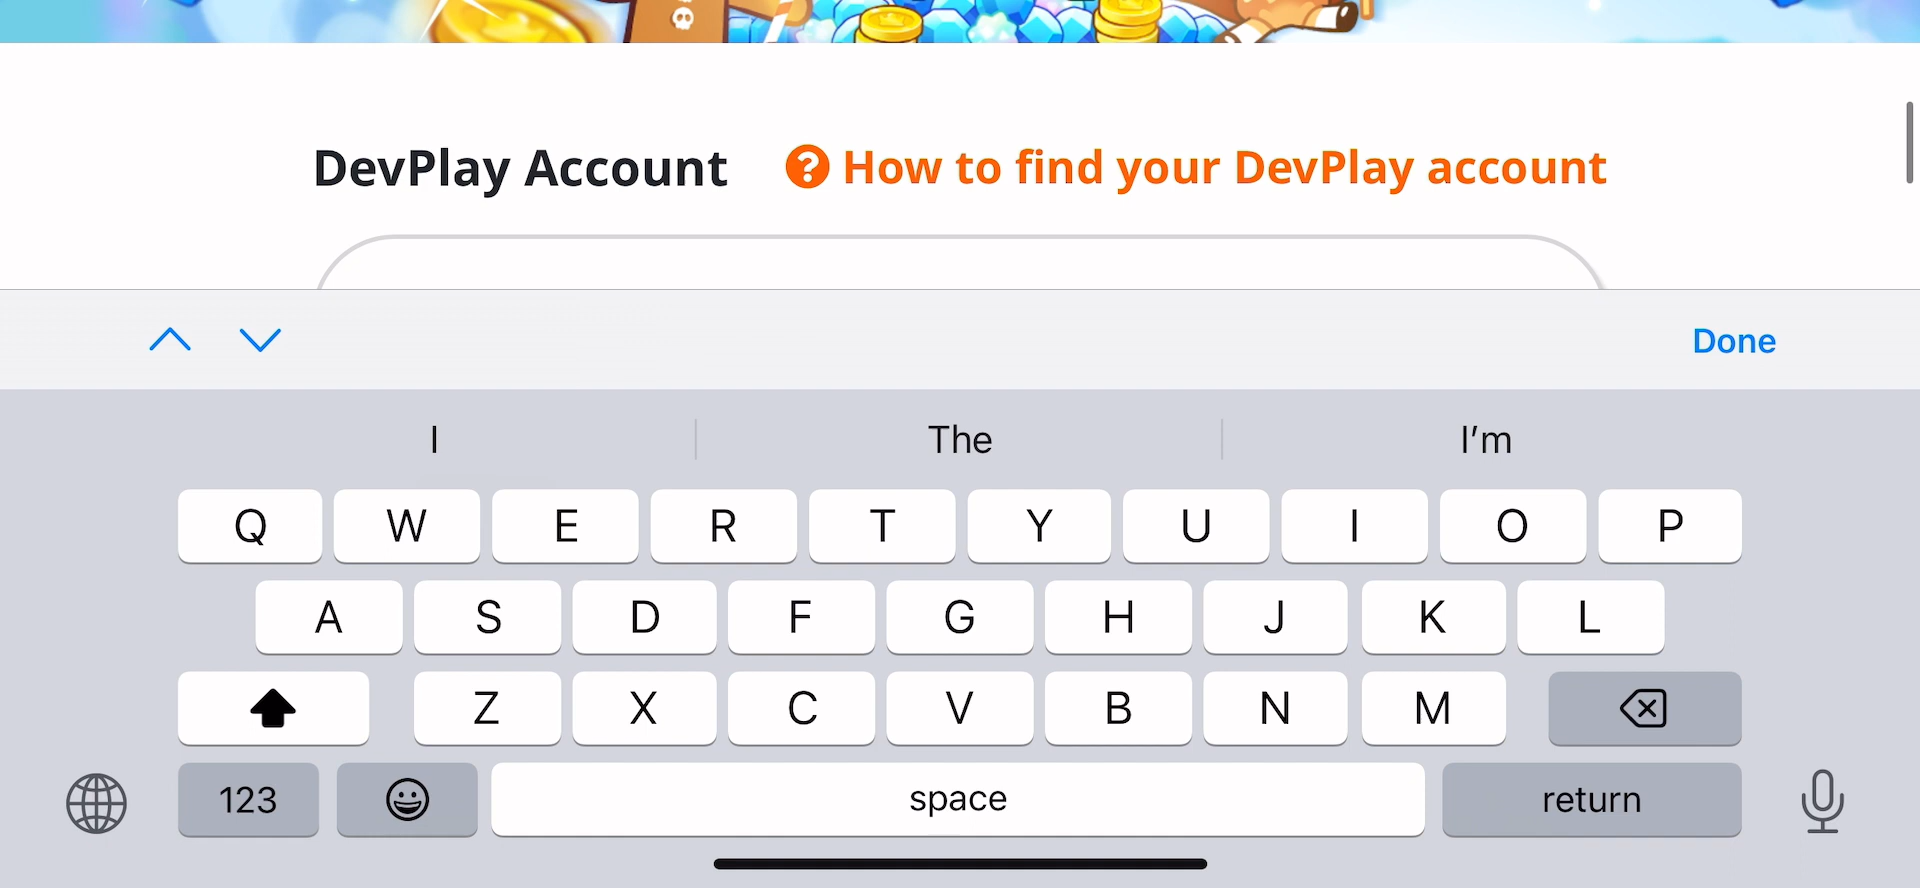 DevPlay Account ? How to find your DevPlay account
Done
I The I’m
Q W E R T Y U I O P
A S D F G H J K L
Z X C V B N M
123 space return